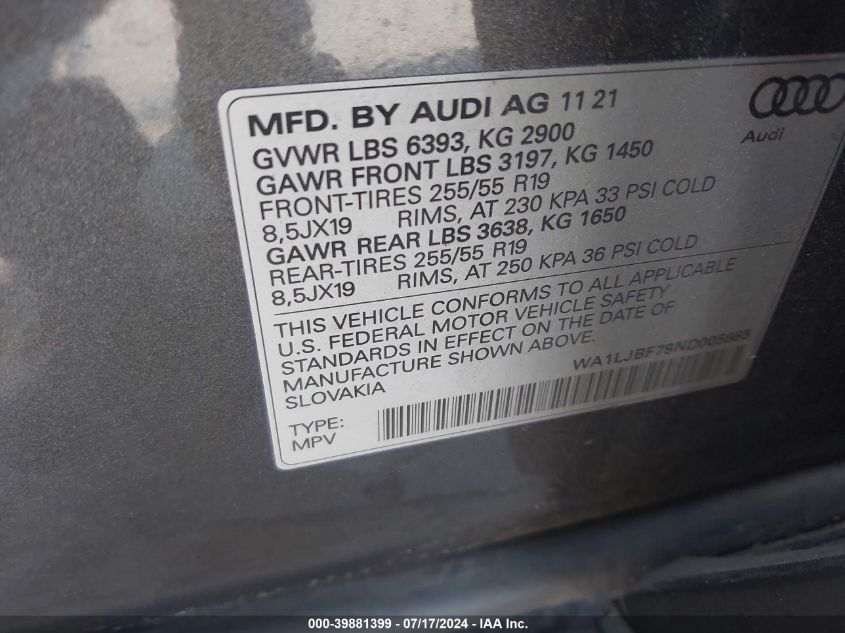 MFD. BY AUDI AG 11 21
Audi
GVWR LBS 6393, KG 2900
GAWR FRONT LBS 3197, KG 1450
FRONT-TIRES 255/55 R19
8,5JX19 RIMS, AT 230 KPA 33 PSI COLD
GAWR REAR LBS 3638, KG 1650
REAR-TIRES 255/55 R19
8,5JX19 RIMS, AT 250 KPA 36 PSI COLD
THIS VEHICLE CONFORMS TO ALL APPLICABLE
U.S. FEDERAL MOTOR VEHICLE SAFETY
STANDARDS IN EFFECT ON THE DATE OF
MANUFACTURE SHOWN ABOVE.
SLOVAKIA
TYPE:
MPV
000-39881399 - 07/17/2024 - IAA Inc.